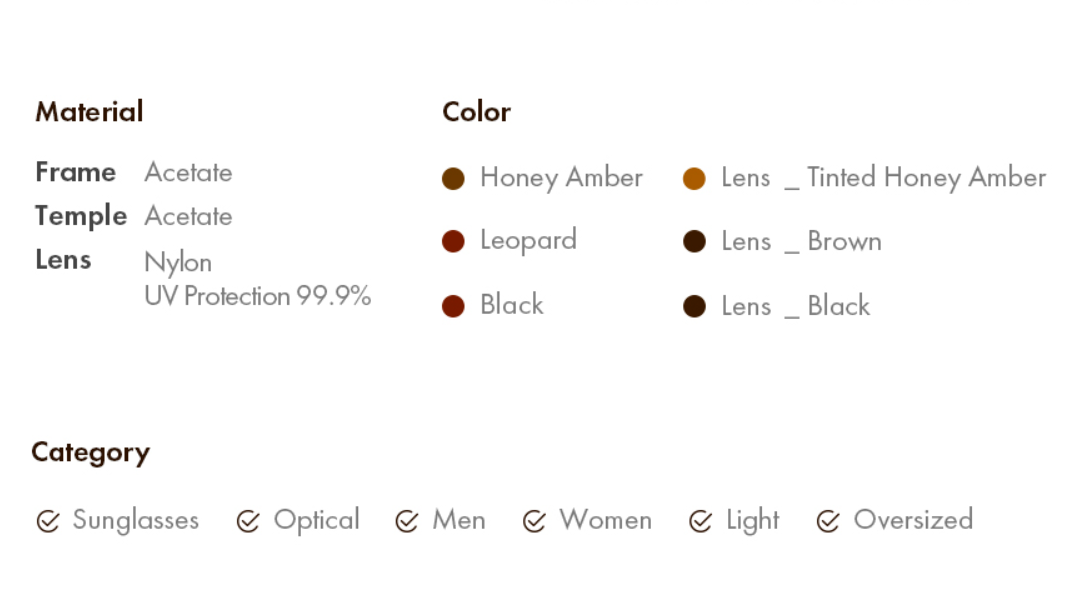 Material
Frame Acetate
Temple Acetate
Lens Nylon
UV Protection 99.9%
Color
Honey Amber Lens _ Tinted Honey Amber
Leopard Lens _ Brown
Black Lens _ Black
Category
Sunglasses Optical Men Women Light Oversized